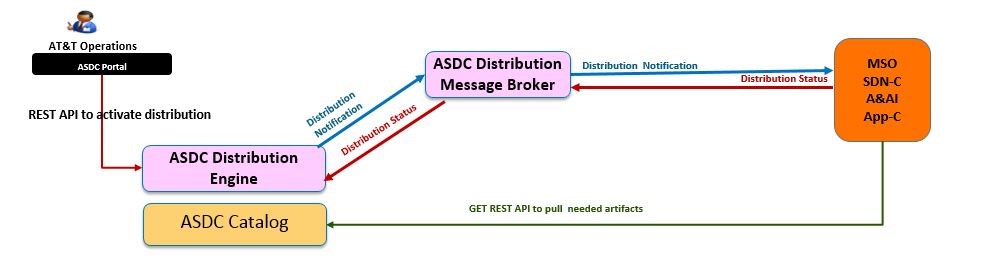 AT&T Operations
ASDC Portal
REST API to activate distribution
ASDC Distribution
Engine
ASDC Catalog
Distribution
Notification
Distribution Status
ASDC Distribution
Message Broker
Distribution Notification
Distribution Status
MSO
SDN-C
A&AI
App-C
GET REST API to pull needed artifacts